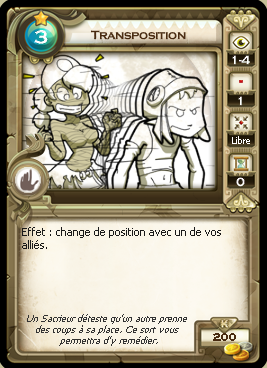 3
Transposition
1-4
1
Libre
0
Effet : change de position avec un de vos
alliés.
Un Sacrieur déteste qu'un autre prenne
des coups à sa place. Ce sort vous
permettra d'y remédier.
200